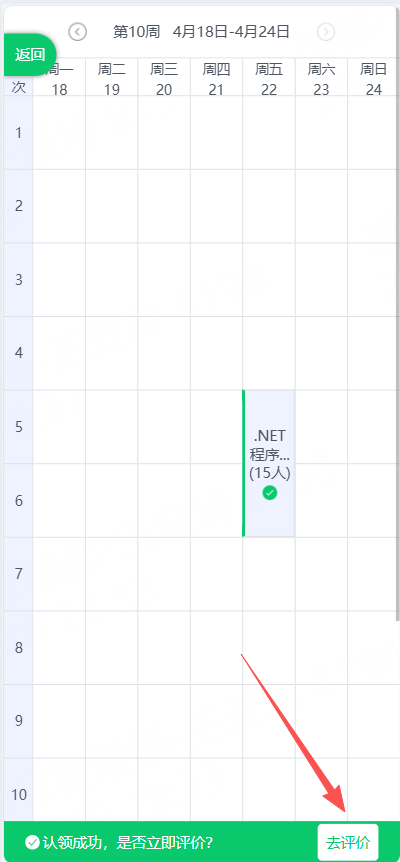 第10周 4月18日-4月24日
返回
周一 周二 周三 周四 周五 周六 周日
次 18 19 20 21 22 23 24
1
2
3
4
5
.NET
程序...
(15人)
6
7
8
9
10
认领成功，是否立即评价?
去评价